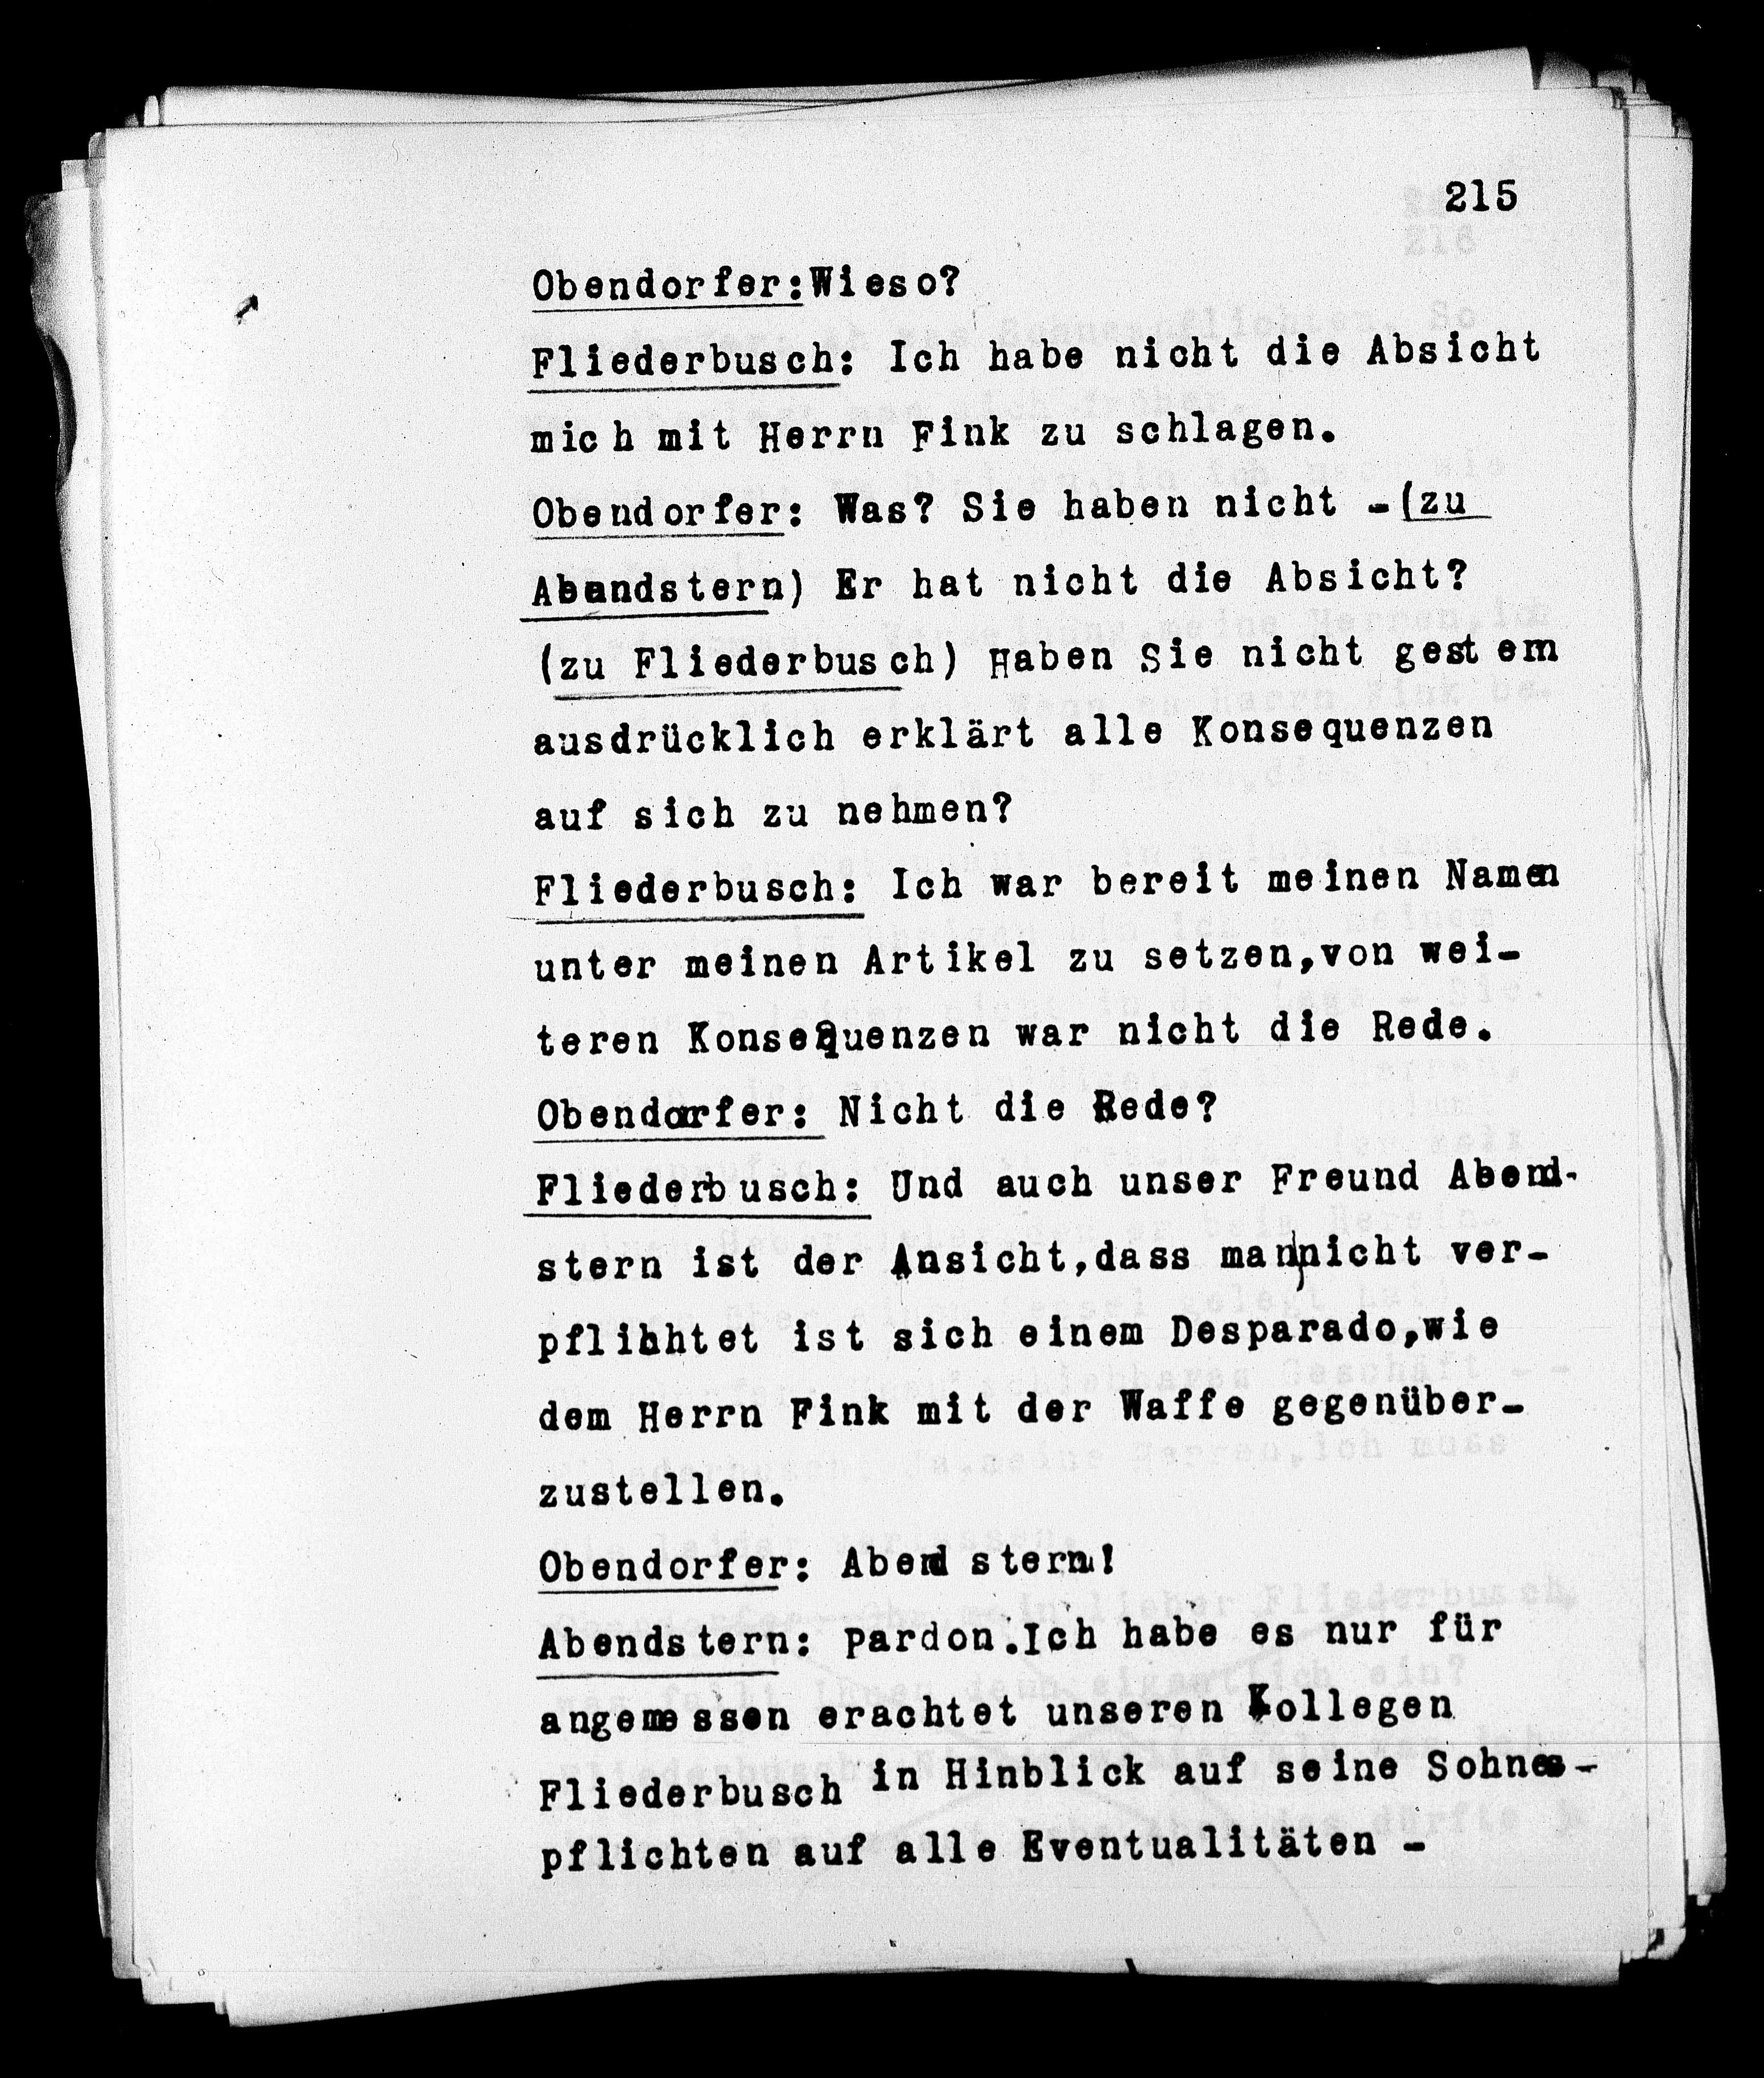 215
Obendorfer:Wieso?
Fliederbusch: Ich habe nicht die Absicht
mich mit Herrn Fink zu schlagen.
Obendorfer: Was? Sie haben nicht -(zu
Abendstern) Er hat nicht die Absicht?
(zu Fliederbusch) Haben Sie nicht gestern
ausdrücklich erklärt alle Konsequenzen
auf sich zu nehmen?
Fliederbusch: Ich war bereit meinen Namen
unter meinen Artikel zu setzen,von wei-
teren Konsequenzen war nicht die Rede.
Obendorfer: Nicht die Rede?
Fliederbusch: Und auch unser Freund Abend-
stern ist der Ansicht,dass man nicht ver-
pflichtet ist sich einem Desparado,wie
dem Herrn Fink mit der Waffe gegenüber-
zustellen.
Obendorfer: Abendstern!
Abendstern: Pardon.Ich habe es nur für
angemessen erachtet unseren Kollegen
Fliederbusch in Hinblick auf seine Sohnes-
pflichten auf alle Eventualitäten -